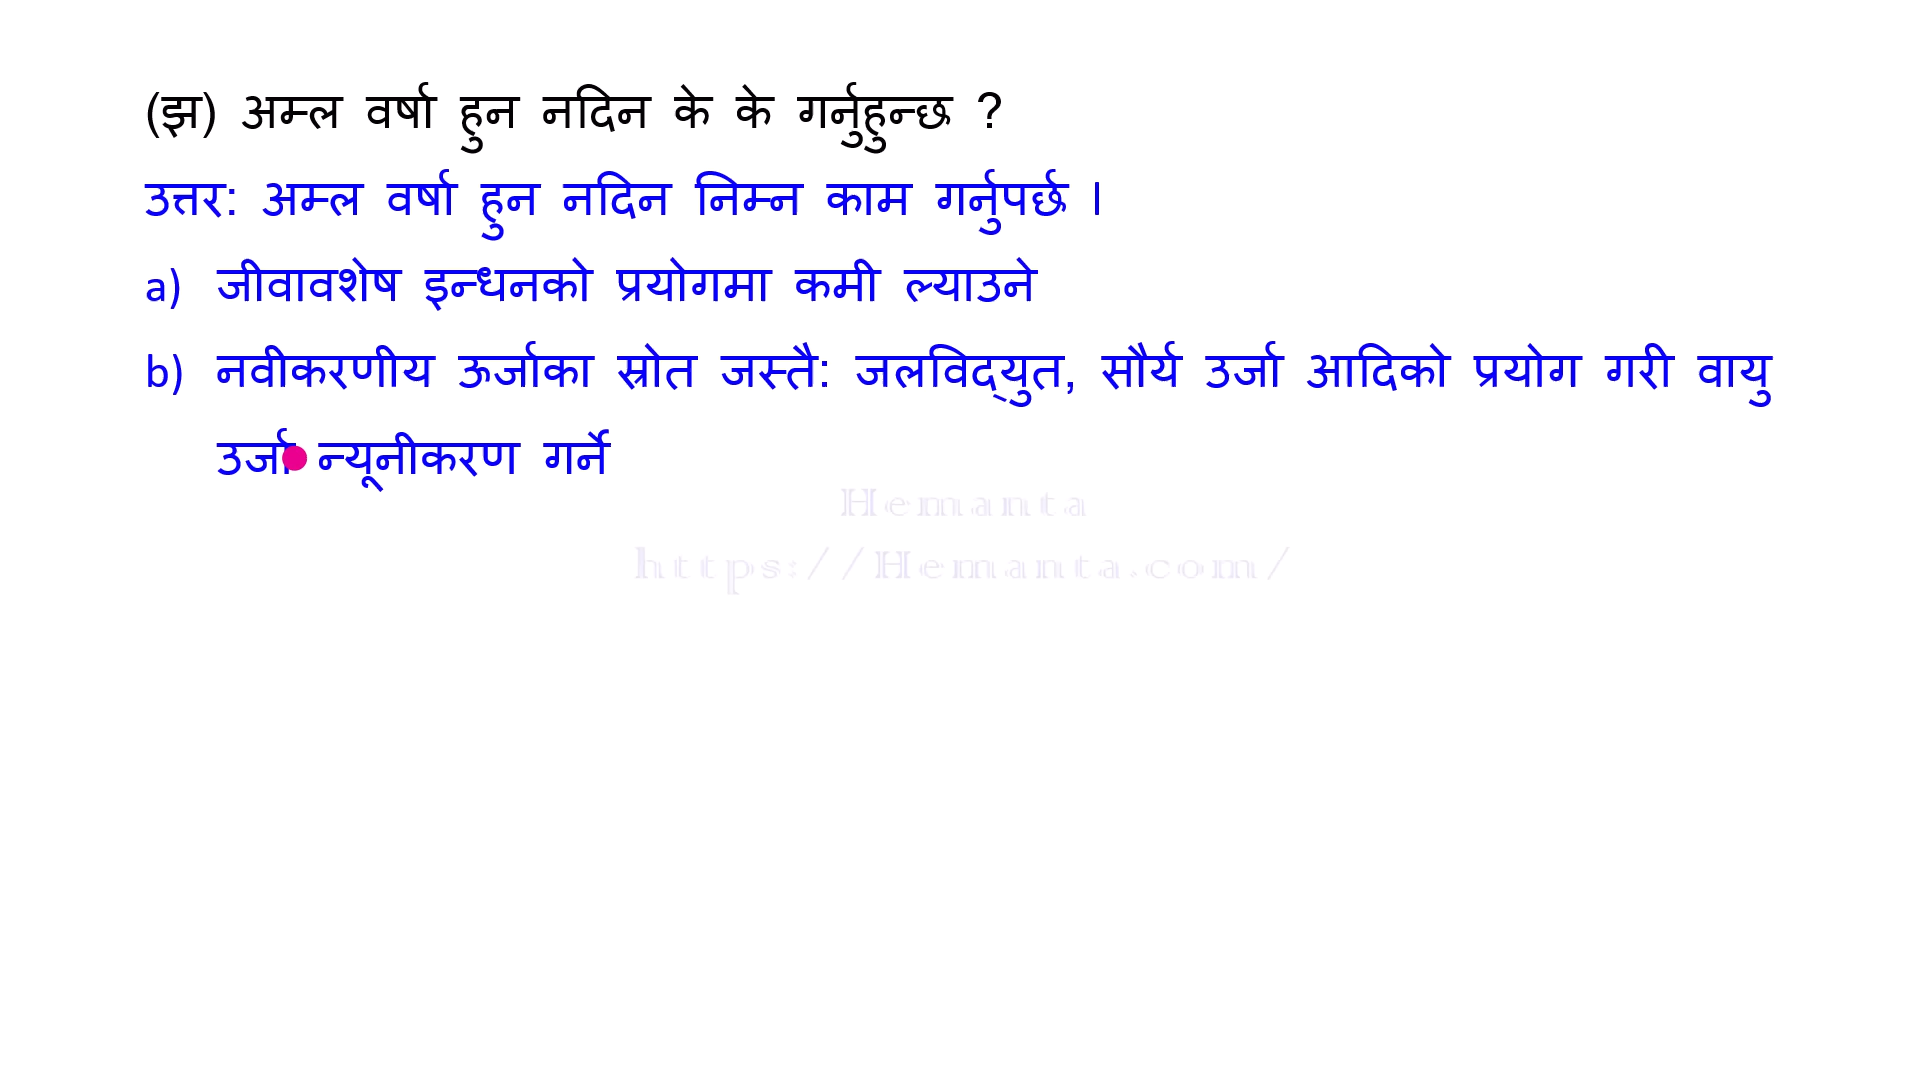 (झ) अम्ल वर्षा हुन नदिन के के गर्नुहुन्छ ?
उत्तर: अम्ल वर्षा हुन नदिन निम्न काम गर्नुपर्छ ।
a) जीवावशेष इन्धनको प्रयोगमा कमी ल्याउने
b) नवीकरणीय ऊर्जाका स्रोत जस्तै: जलविद्‌युत, सौर्य उर्जा आदिको प्रयोग गरी वायु
उर्जा न्यूनीकरण गर्ने
Hemanta
https://Hemanta.com/